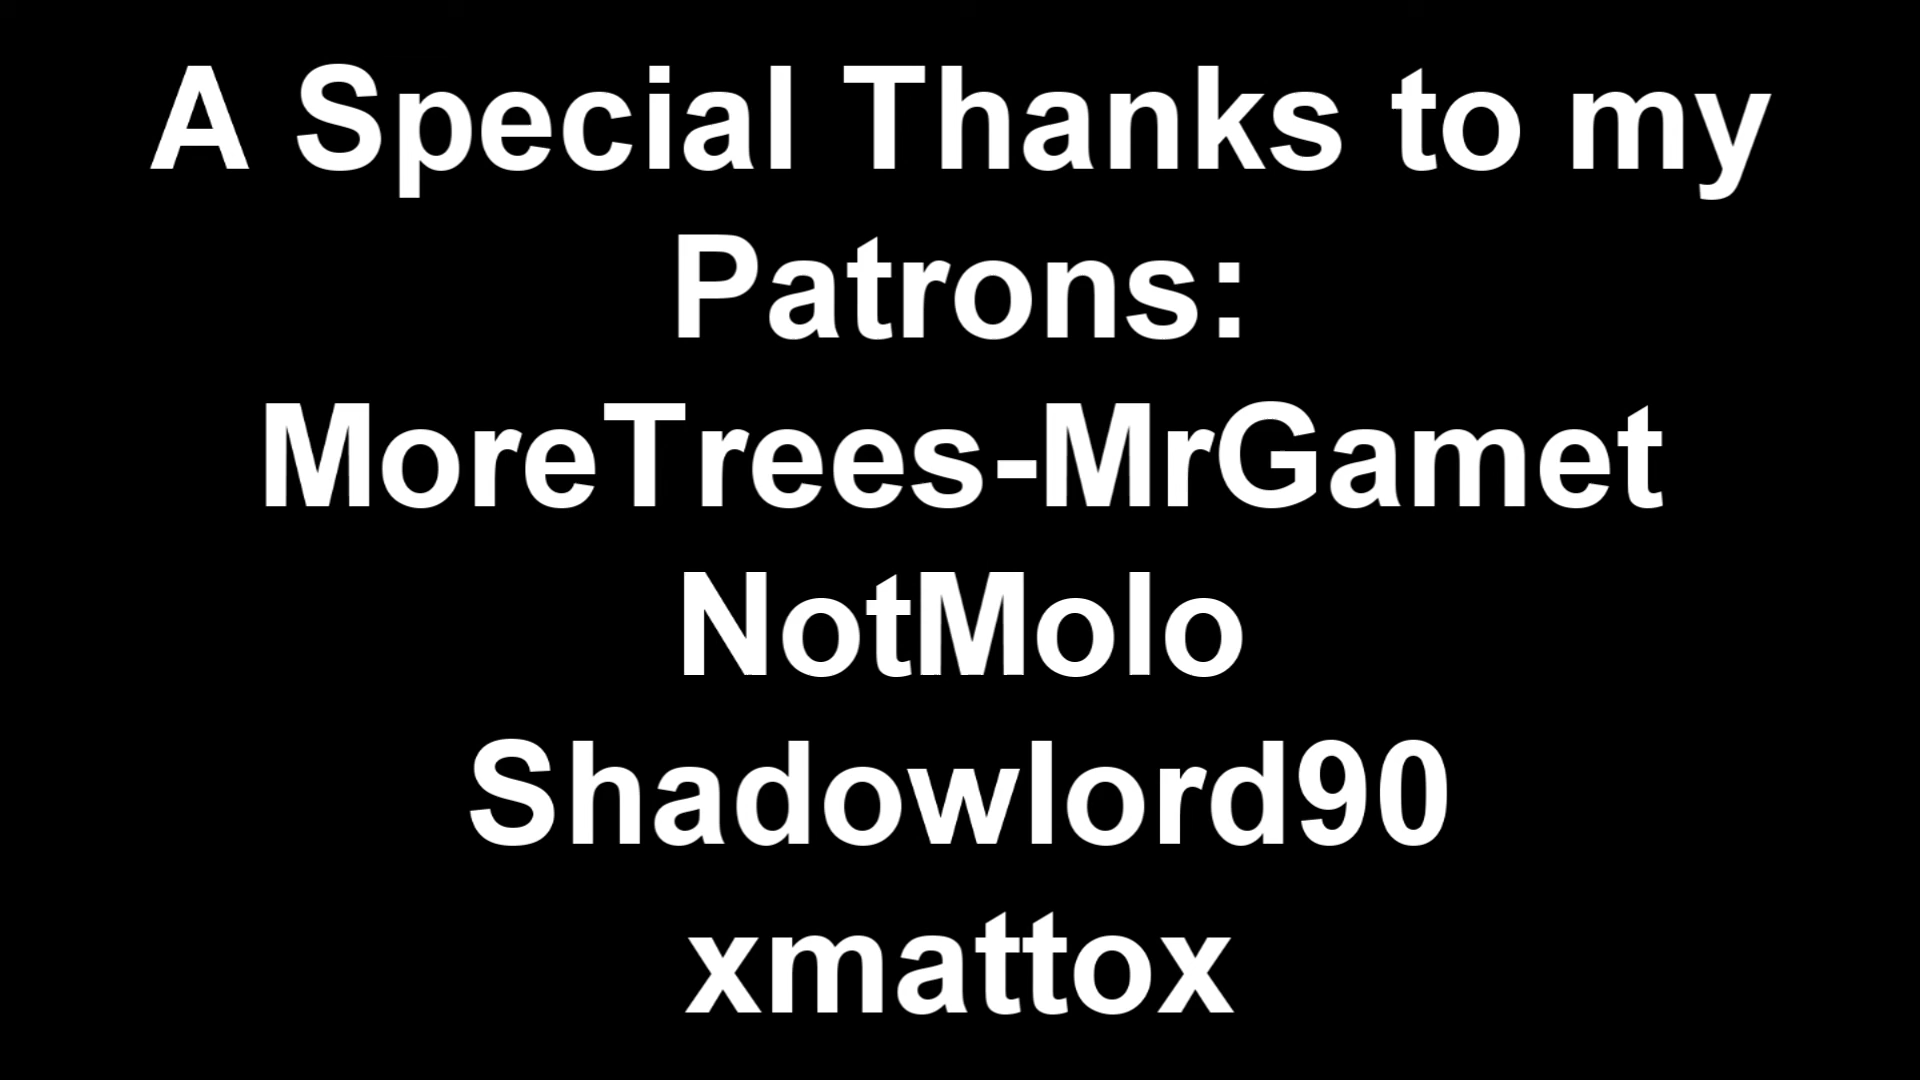 A Special Thanks to my
Patrons:
MoreTrees-MrGamet
NotMolo
Shadowlord90
xmattox